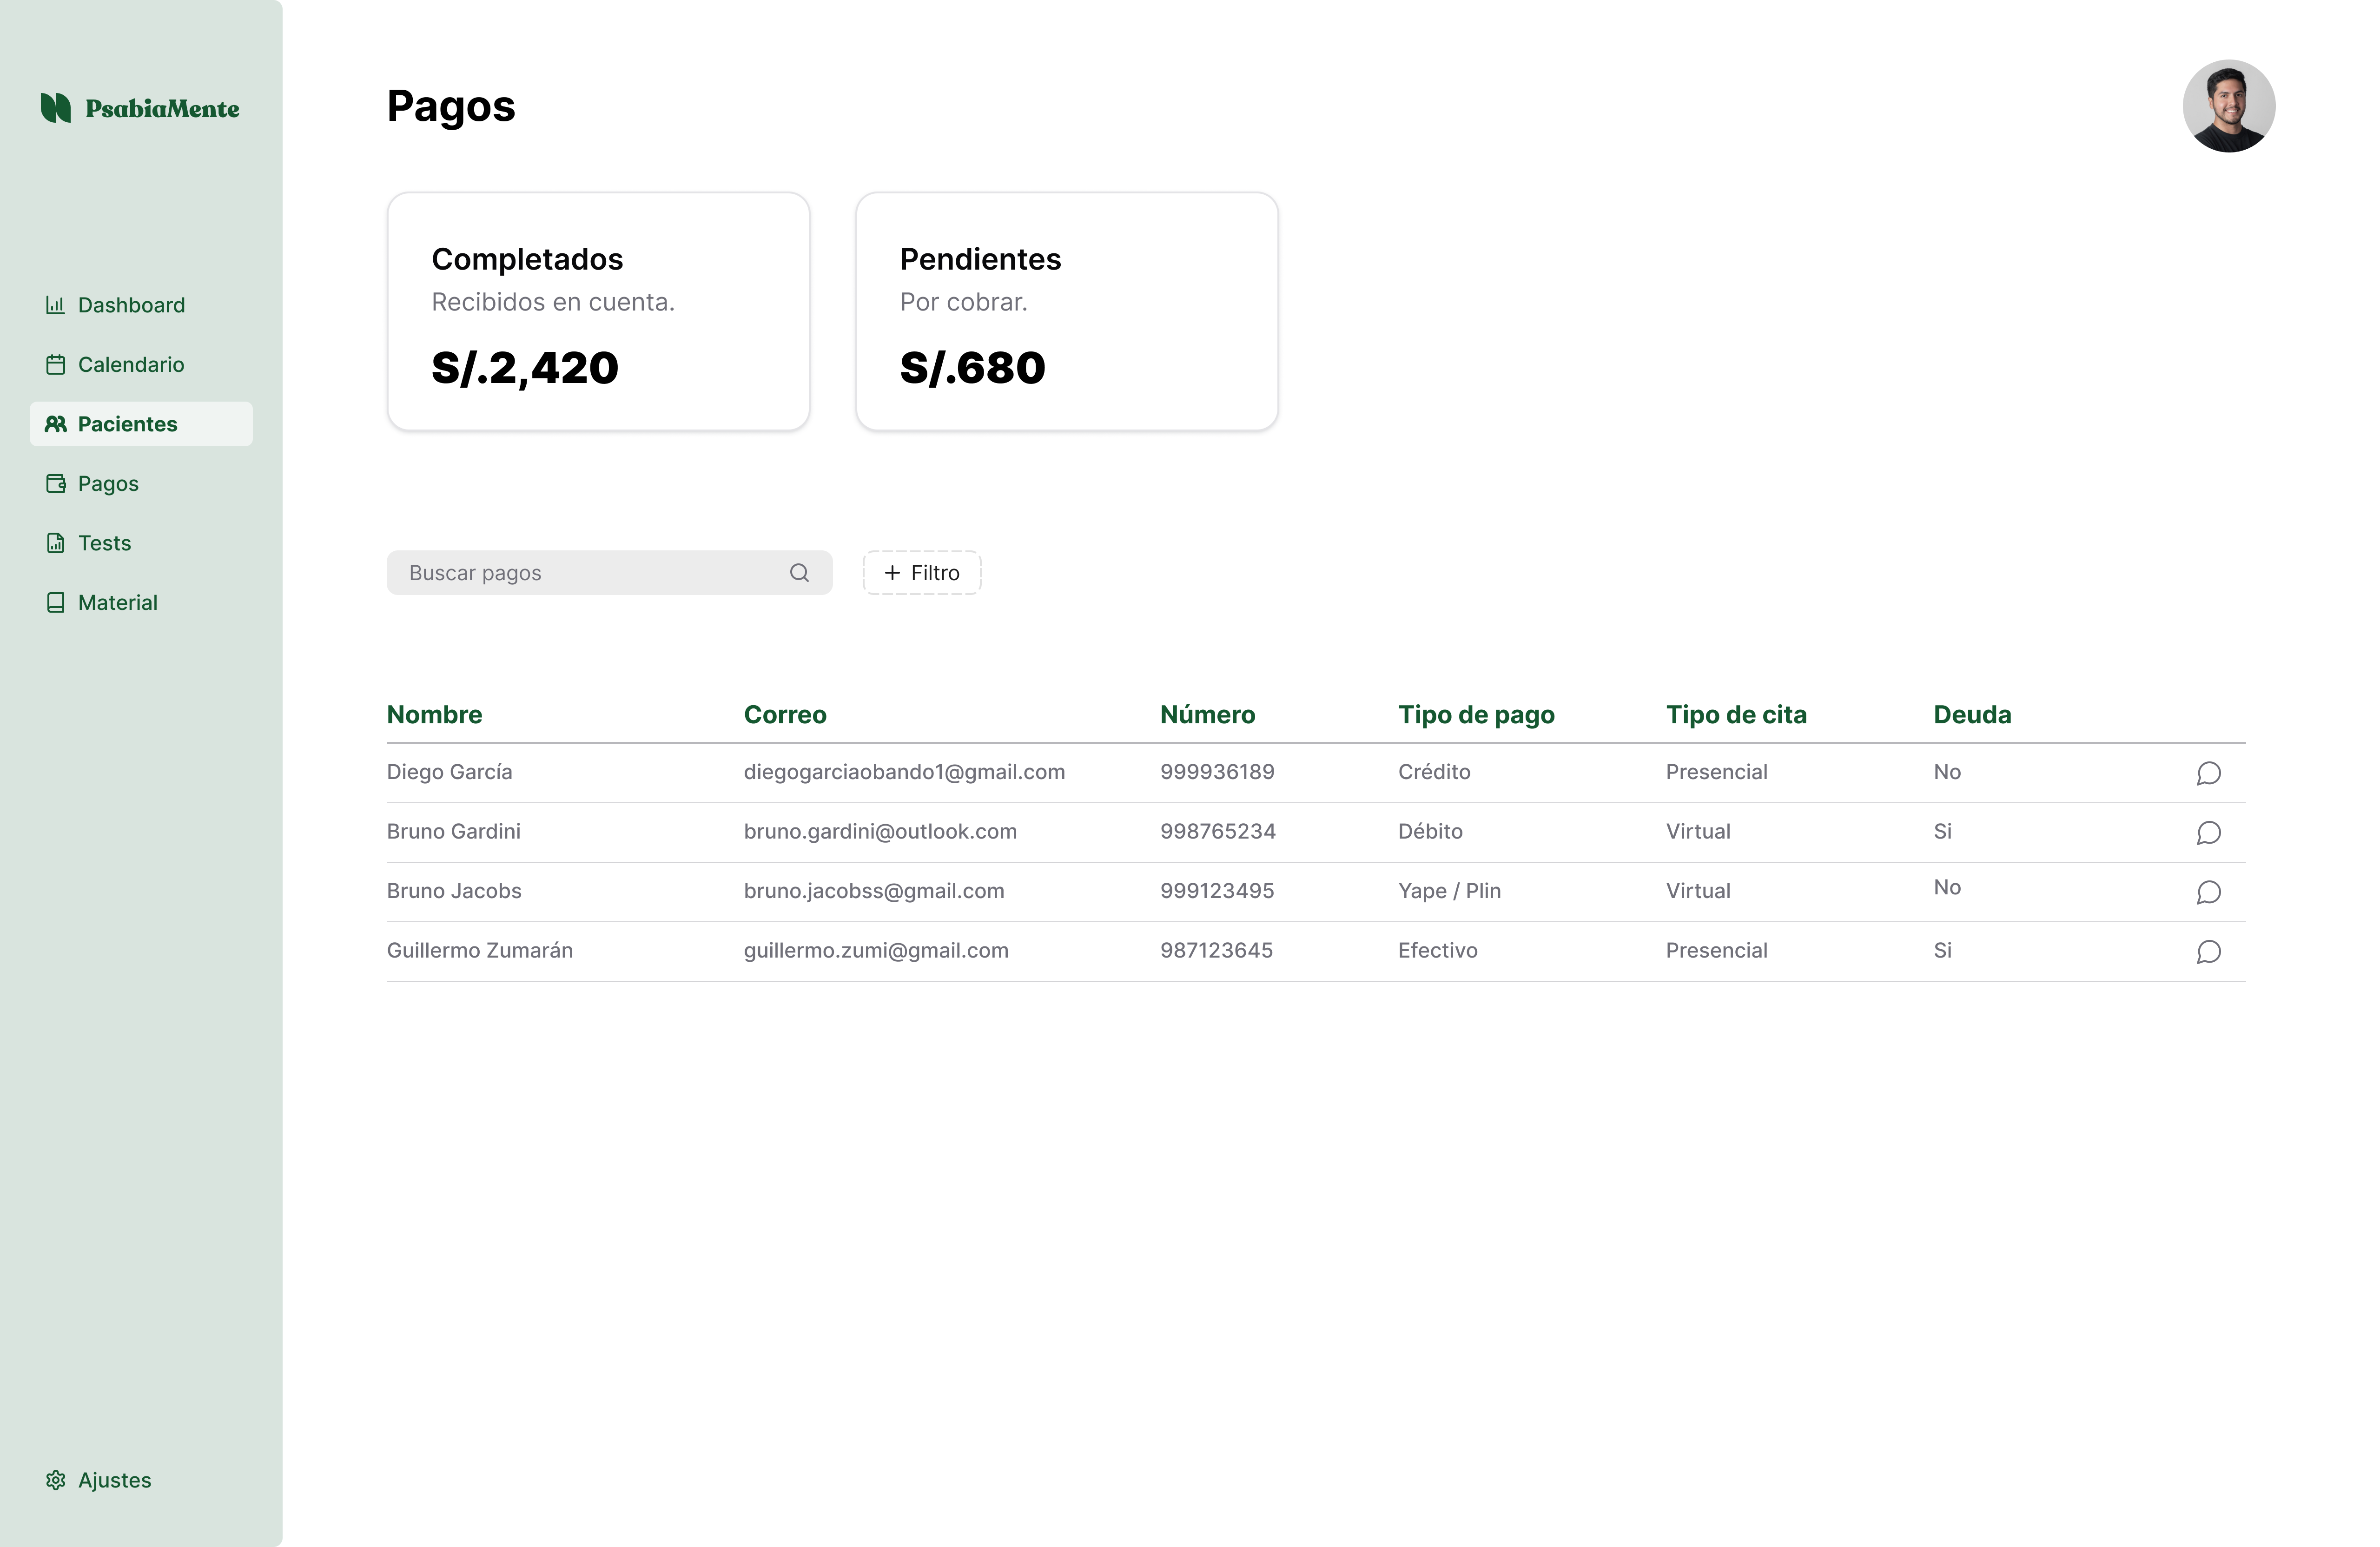 PsabiaMente
Dashboard
Calendario
Pacientes
Pagos
Tests
Material
Ajustes
Pagos
Completados
Recibidos en cuenta.
S/.2,420
Pendientes
Por cobrar.
S/.680
Buscar pagos
+ Filtro
Nombre Correo Número Tipo de pago Tipo de cita Deuda
Diego García diegogarciaobando1@gmail.com 999936189 Crédito Presencial No
Bruno Gardini bruno.gardini@outlook.com 998765234 Débito Virtual Si
Bruno Jacobs bruno.jacobss@gmail.com 999123495 Yape / Plin Virtual No
Guillermo Zumarán guillermo.zumi@gmail.com 987123645 Efectivo Presencial Si